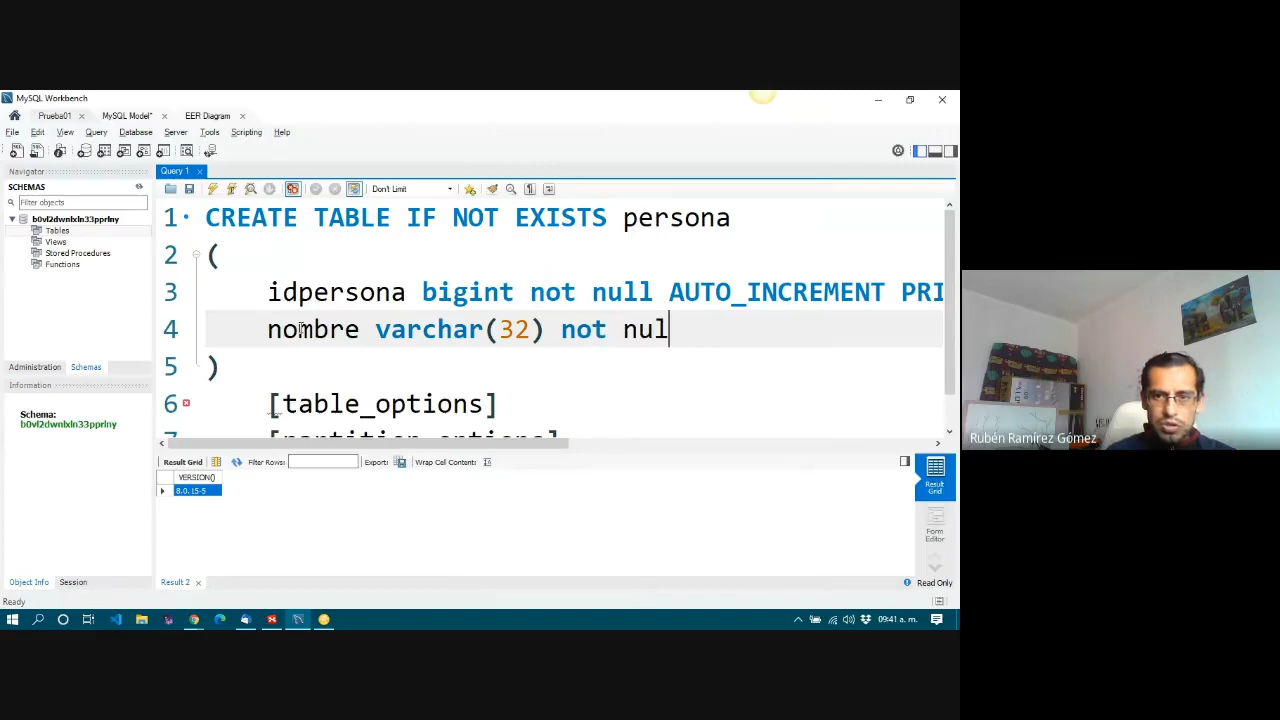 MySQL Workbench
Prueba01
MySQL Model*
EER Diagram
File Edit View Query Database Server Tools Scripting Help
Navigator
Query 1
SCHEMAS
Don't Limit
Filter objects
Tables
Views
Stored Procedures
Functions
1 CREATE TABLE IF NOT EXISTS persona
2 (
3 idpersona bigint not null AUTO_INCREMENT PRI
4 nombre varchar(32) not nul
5 )
6 [table_options]
7 [partition_options]
Administration Schemas
Information
Schema:
Result Grid Filter Rows: Export: Wrap Cell Content:
VERSION()
8.0.15-5
Result Grid
Form Editor
Object Info Session
Result 2
Read Only
Ready
09:41 a. m.
Rubén Ramírez Gómez